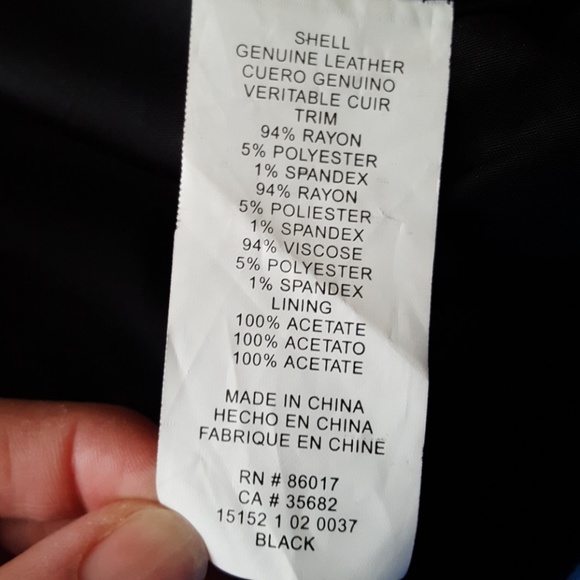 SHELL
GENUINE LEATHER
CUERO GENUINO
VERITABLE CUIR
TRIM
94% RAYON
5% POLYESTER
1% SPANDEX
94% RAYON
5% POLIESTER
1% SPANDEX
94% VISCOSE
5% POLYESTER
1% SPANDEX
LINING
100% ACETATE
100% ACETATO
100% ACETATE
MADE IN CHINA
HECHO EN CHINA
FABRIQUE EN CHINE
RN # 86017
CA # 35682
15152 1 02 0037
BLACK